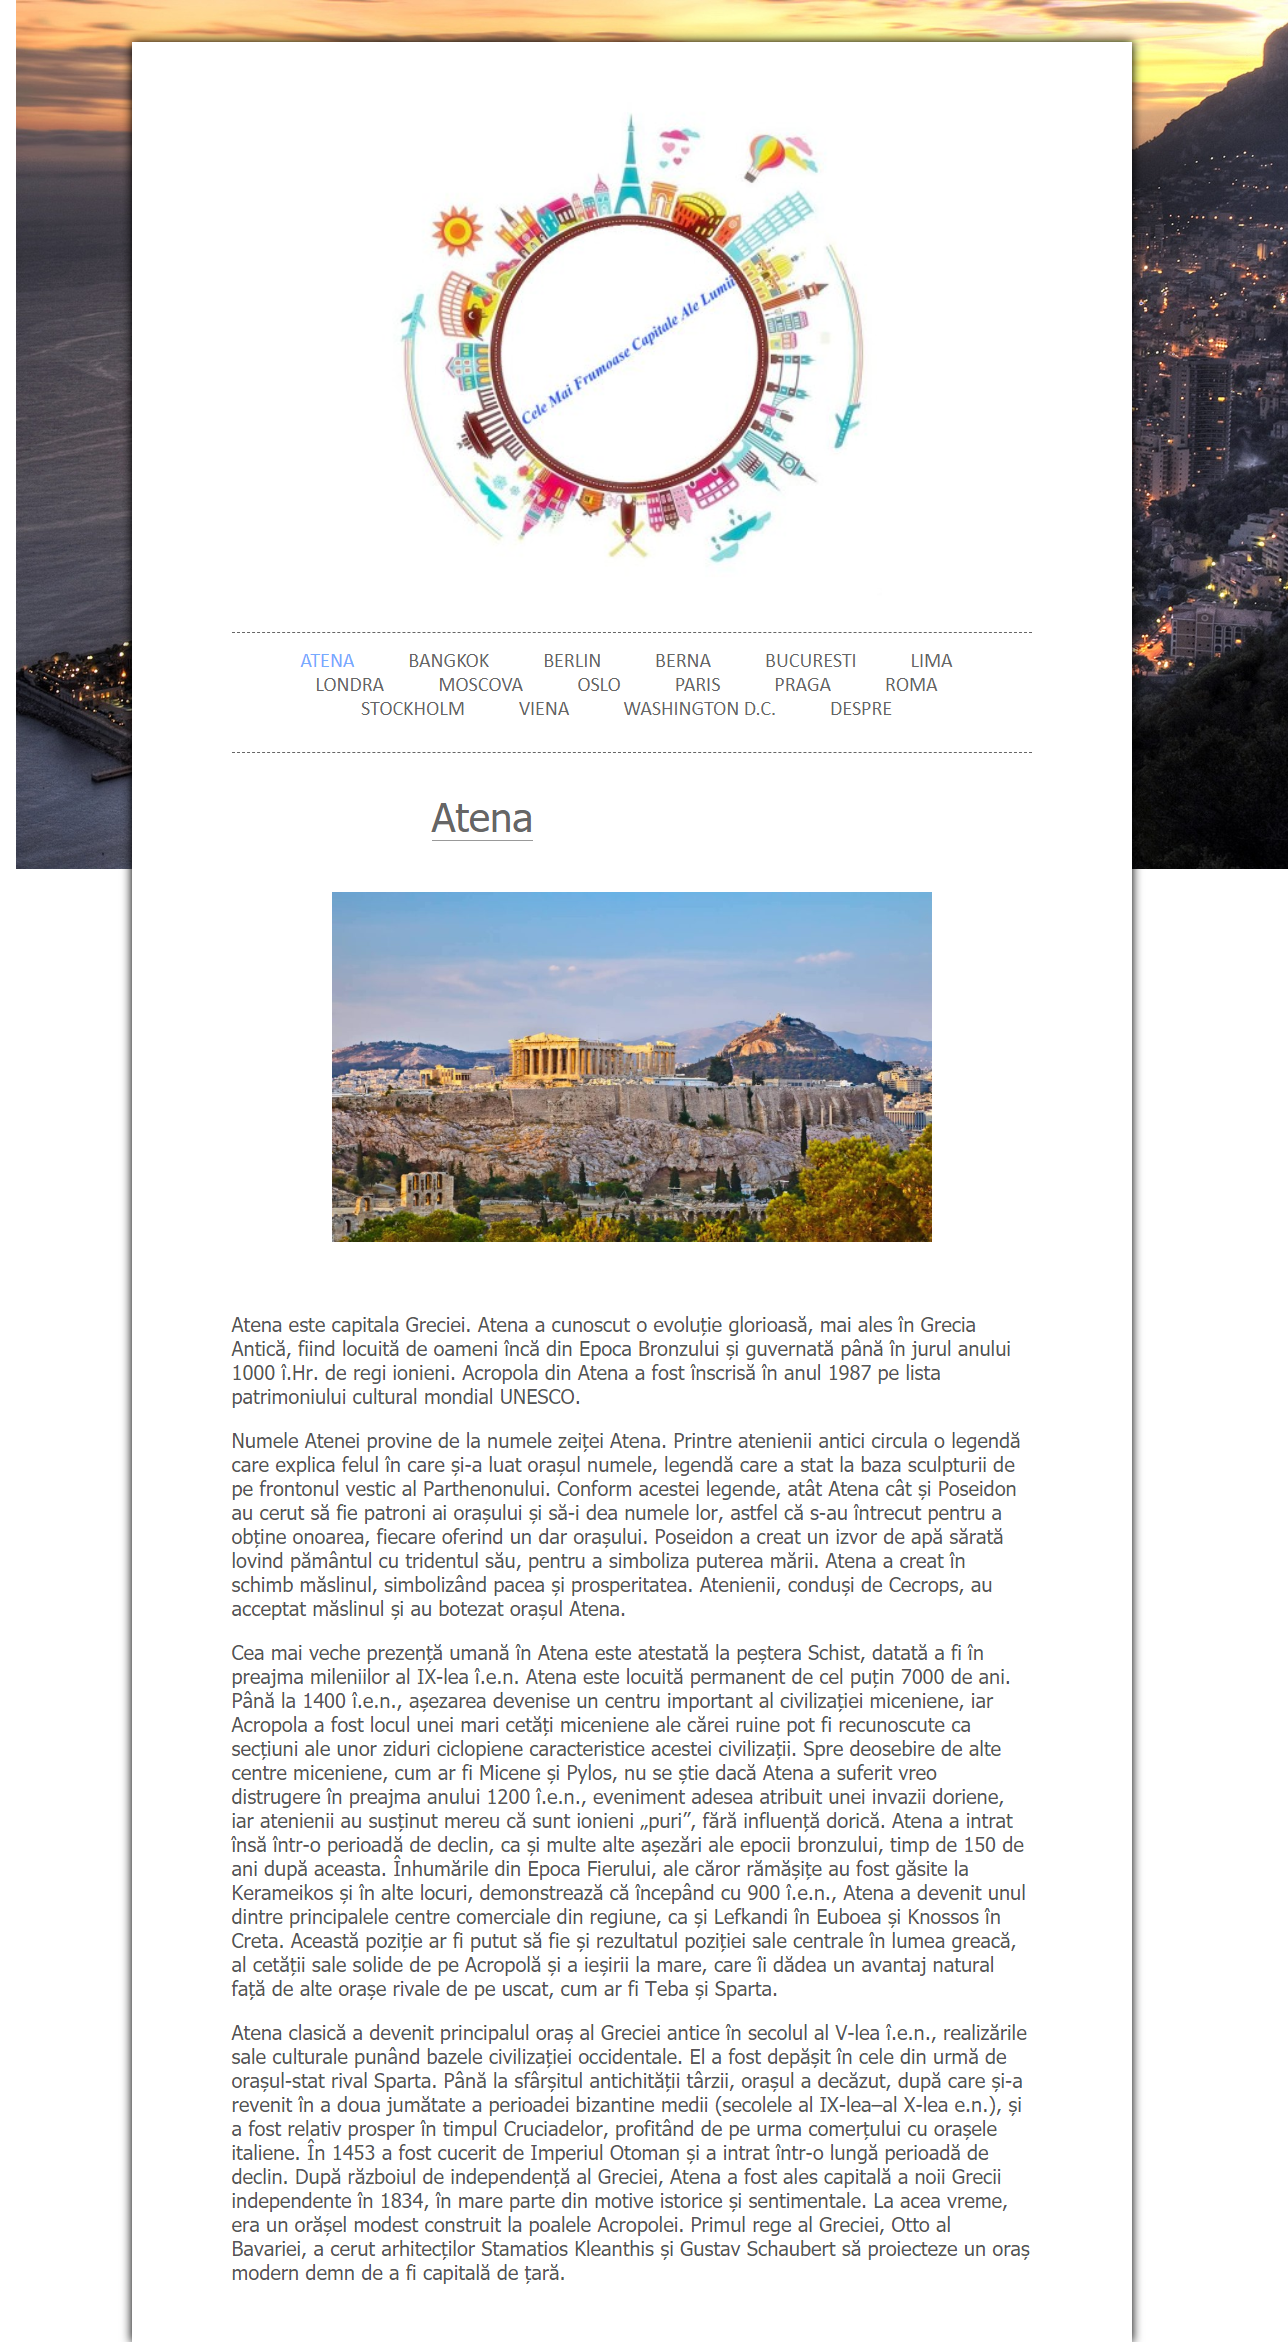 Cele Mai Frumoase Capitale Ale Lumii
ATENA BANGKOK BERLIN BERNA BUCURESTI LIMA
LONDRA MOSCOVA OSLO PARIS PRAGA ROMA
STOCKHOLM VIENA WASHINGTON D.C. DESPRE
Atena
Atena este capitala Greciei. Atena a cunoscut o evoluție glorioasă, mai ales în Grecia
Antică, fiind locuită de oameni încă din Epoca Bronzului și guvernată până în jurul anului
1000 î.Hr. de regi ionieni. Acropola din Atena a fost înscrisă în anul 1987 pe lista
patrimoniului cultural mondial UNESCO.
Numele Atenei provine de la numele zeiței Atena. Printre atenienii antici circula o legendă
care explica felul în care și-a luat orașul numele, legendă care a stat la baza sculpturii de
pe frontonul vestic al Parthenonului. Conform acestei legende, atât Atena cât și Poseidon
au cerut să fie patroni ai orașului și să-i dea numele lor, astfel că s-au întrecut pentru a
obține onoarea, fiecare oferind un dar orașului. Poseidon a creat un izvor de apă sărată
lovind pământul cu tridentul său, pentru a simboliza puterea mării. Atena a creat în
schimb măslinul, simbolizând pacea și prosperitatea. Atenienii, conduși de Cecrops, au
acceptat măslinul și au botezat orașul Atena.
Cea mai veche prezență umană în Atena este atestată la peștera Schist, datată a fi în
preajma mileniilor al IX-lea î.e.n. Atena este locuită permanent de cel puțin 7000 de ani.
Până la 1400 î.e.n., așezarea devenise un centru important al civilizației miceniene, iar
Acropola a fost locul unei mari cetăți miceniene ale cărei ruine pot fi recunoscute ca
secțiuni ale unor ziduri ciclopiene caracteristice acestei civilizații. Spre deosebire de alte
centre miceniene, cum ar fi Micene și Pylos, nu se știe dacă Atena a suferit vreo
distrugere în preajma anului 1200 î.e.n., eveniment adesea atribuit unei invazii doriene,
iar atenienii au susținut mereu că sunt ionieni „puri”, fără influență dorică. Atena a intrat
însă într-o perioadă de declin, ca și multe alte așezări ale epocii bronzului, timp de 150 de
ani după aceasta. Înhumările din Epoca Fierului, ale căror rămășițe au fost găsite la
Kerameikos și în alte locuri, demonstrează că începând cu 900 î.e.n., Atena a devenit unul
dintre principalele centre comerciale din regiune, ca și Lefkandi în Euboea și Knossos în
Creta. Această poziție ar fi putut să fie și rezultatul poziției sale centrale în lumea greacă,
al cetății sale solide de pe Acropolă și a ieșirii la mare, care îi dădea un avantaj natural
față de alte orașe rivale de pe uscat, cum ar fi Teba și Sparta.
Atena clasică a devenit principalul oraș al Greciei antice în secolul al V-lea î.e.n., realizările
sale culturale punând bazele civilizației occidentale. El a fost depășit în cele din urmă de
orașul-stat rival Sparta. Până la sfârșitul antichității târzii, orașul a decăzut, după care și-a
revenit în a doua jumătate a perioadei bizantine medii (secolele al IX-lea–al X-lea e.n.), și
a fost relativ prosper în timpul Cruciadelor, profitând de pe urma comerțului cu orașele
italiene. În 1453 a fost cucerit de Imperiul Otoman și a intrat într-o lungă perioadă de
declin. După războiul de independență al Greciei, Atena a fost ales capitală a noii Grecii
independente în 1834, în mare parte din motive istorice și sentimentale. La acea vreme,
era un orășel modest construit la poalele Acropolei. Primul rege al Greciei, Otto al
Bavariei, a cerut arhitecților Stamatios Kleanthis și Gustav Schaubert să proiecteze un oraș
modern demn de a fi capitală de țară.